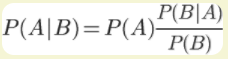 P(A|B) = P(A) P(B|A) / P(B)